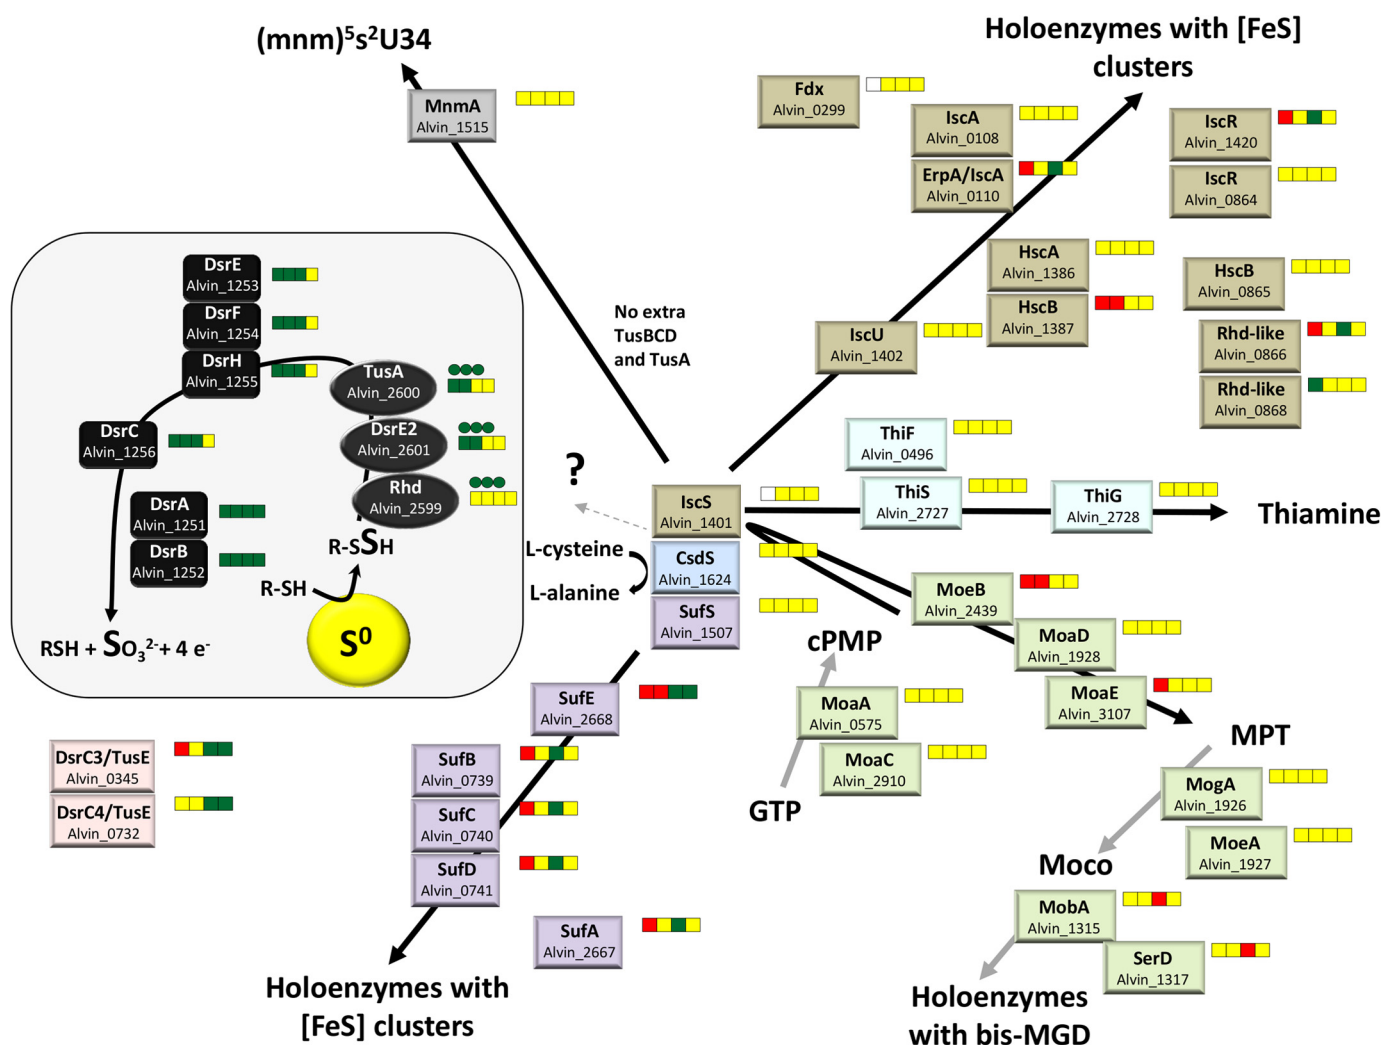 (mnm)⁵s²U34
MnmA
Alvin_1515
Holoenzymes with [FeS]
clusters
Fdx
Alvin_0299
IscA
Alvin_0108
ErpA/IscA
Alvin_0110
IscR
Alvin_1420
IscR
Alvin_0864
HscA
Alvin_1386
HscB
Alvin_1387
HscB
Alvin_0865
Rhd-like
Alvin_0866
Rhd-like
Alvin_0868
IscU
Alvin_1402
No extra
TusBCD
and TusA
DsrE
Alvin_1253
DsrF
Alvin_1254
DsrH
Alvin_1255
TusA
Alvin_2600
DsrE2
Alvin_2601
Rhd
Alvin_2599
DsrC
Alvin_1256
DsrA
Alvin_1251
DsrB
Alvin_1252
R-SSH
R-SH
S⁰
RSH + SO₃²⁻+ 4 e⁻
?
L-cysteine
L-alanine
IscS
Alvin_1401
CsdS
Alvin_1624
SufS
Alvin_1507
ThiF
Alvin_0496
ThiS
Alvin_2727
ThiG
Alvin_2728
Thiamine
MoeB
Alvin_2439
MoaD
Alvin_1928
MoaE
Alvin_3107
MPT
cPMP
MoaA
Alvin_0575
MoaC
Alvin_2910
GTP
MogA
Alvin_1926
MoeA
Alvin_1927
Moco
MobA
Alvin_1315
SerD
Alvin_1317
Holoenzymes
with bis-MGD
SufE
Alvin_2668
SufB
Alvin_0739
SufC
Alvin_0740
SufD
Alvin_0741
SufA
Alvin_2667
Holoenzymes with
[FeS] clusters
DsrC3/TusE
Alvin_0345
DsrC4/TusE
Alvin_0732